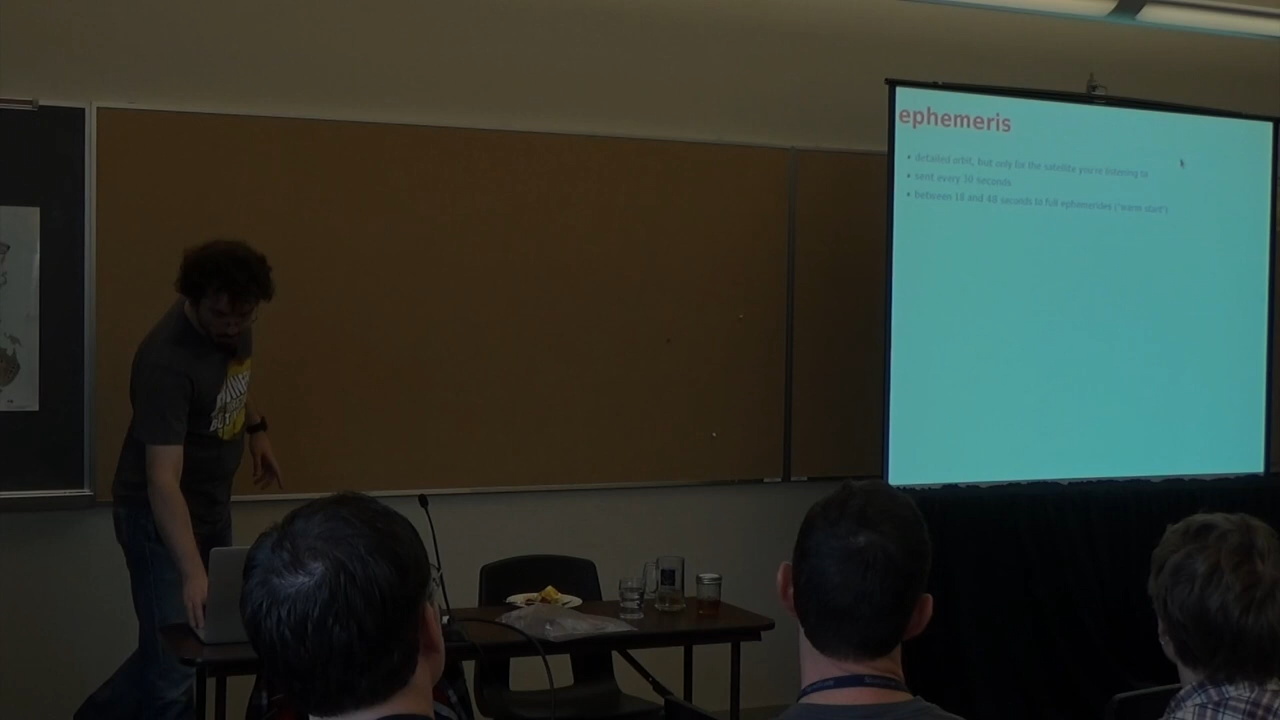 ephemeris
• detailed orbit, but only for the satellite you're listening to
• sent every 30 seconds
• between 18 and 48 seconds to full ephemerides ("warm start")